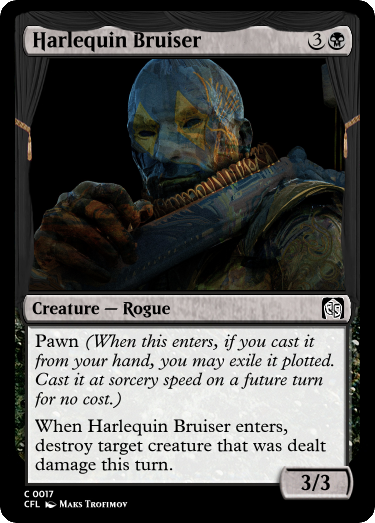 Harlequin Bruiser 3
Creature — Rogue
Pawn (When this enters, if you cast it
from your hand, you may exile it plotted.
Cast it at sorcery speed on a future turn
for no cost.)
When Harlequin Bruiser enters,
destroy target creature that was dealt
damage this turn.
3/3
C 0017
CFL Maks Trofimov